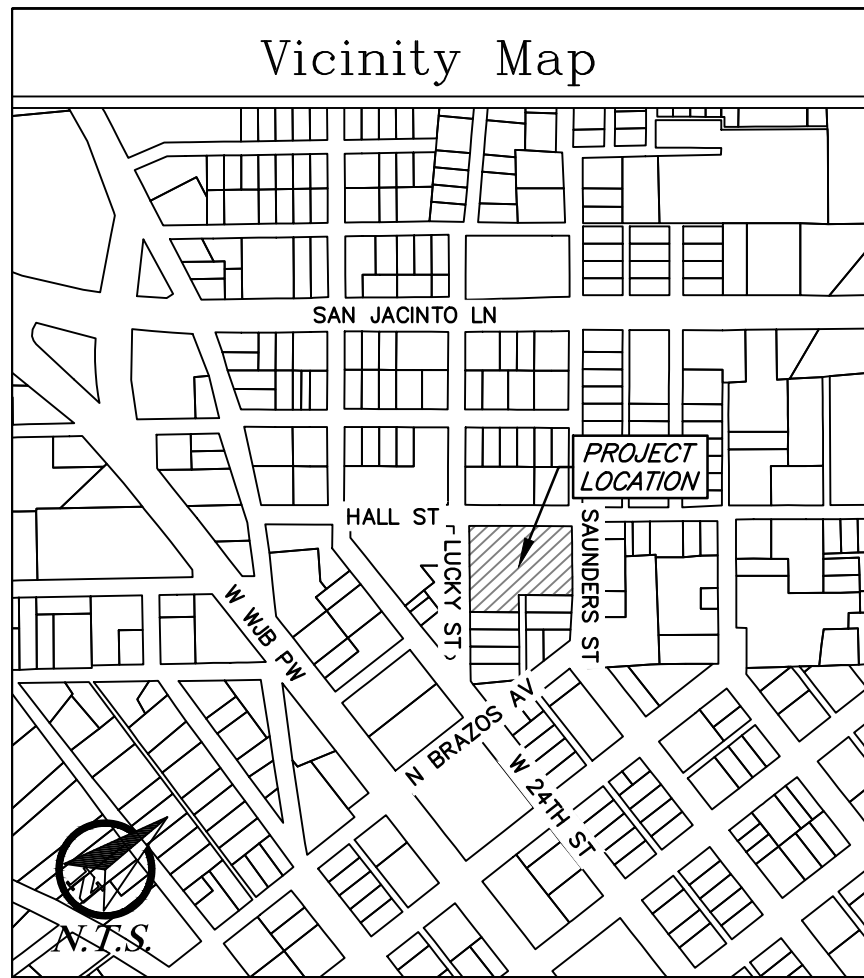 Vicinity Map
SAN JACINTO LN
PROJECT
LOCATION
HALL ST
LUCKY ST
SAUNDERS ST
W WJB PW
N BRAZOS AV
W 24TH ST
N
N.T.S.